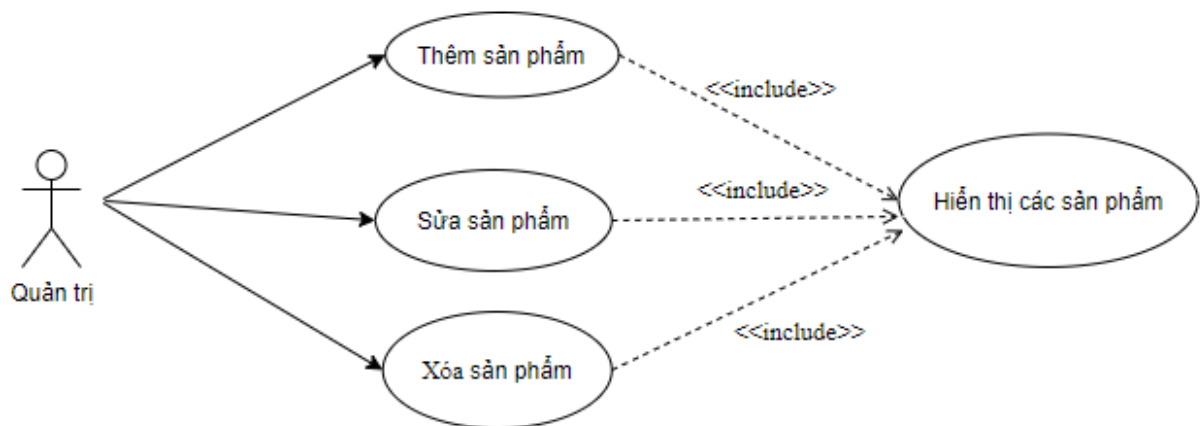 Thêm sản phẩm
<<include>>
<<include>>
Hiển thị các sản phẩm
Sửa sản phẩm
Quản trị
<<include>>
Xóa sản phẩm